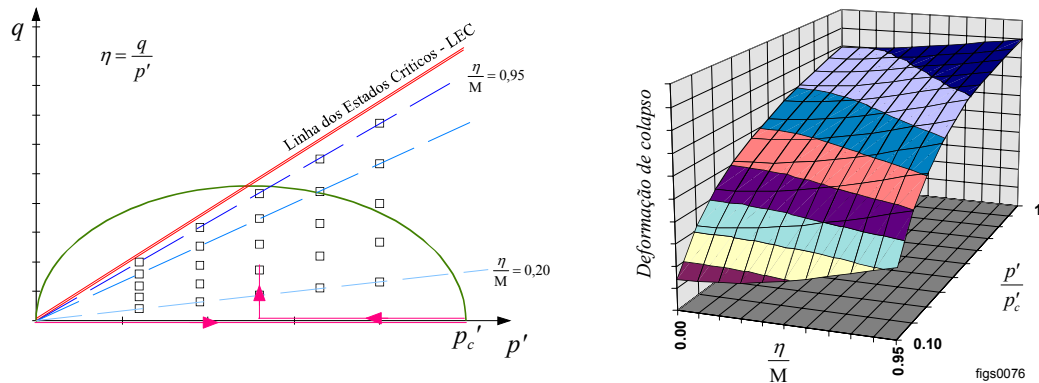 q
η = q / p′
Linha dos Estados Críticos - LEC
η / M = 0,95
η / M = 0,20
p_c′
p′
Deformação de colapso
0.00
η / M
0.95
0.10
p′ / p′_c
1
figs0076